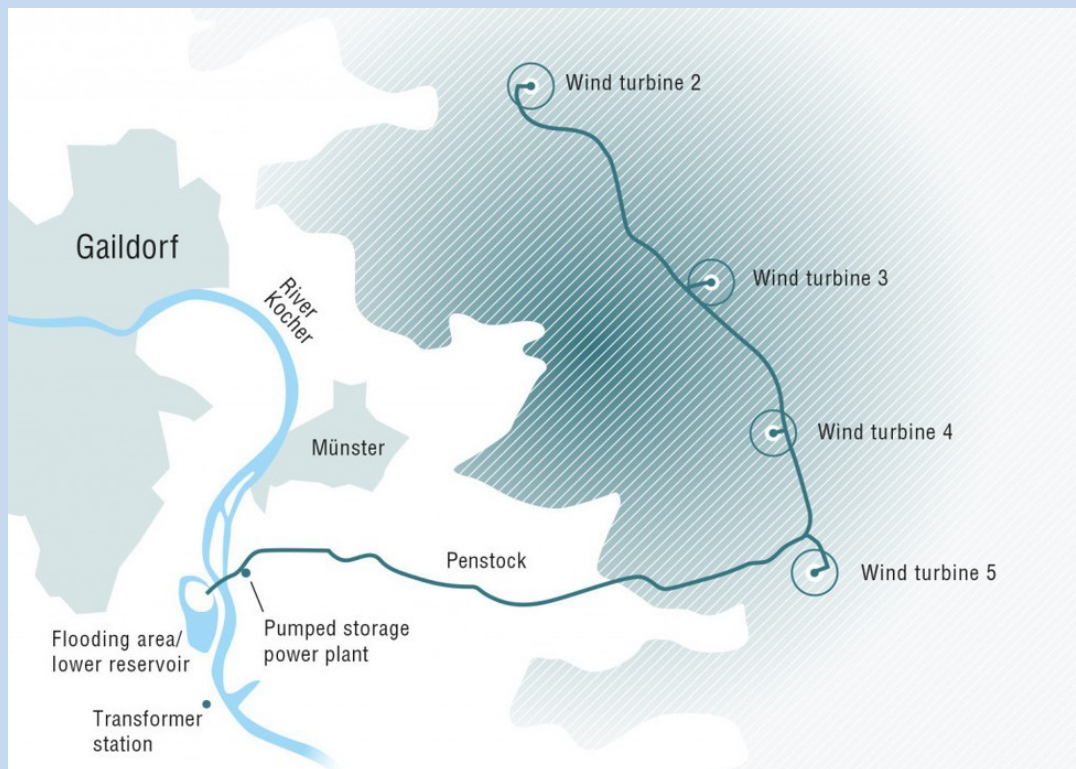 Wind turbine 2
Gaildorf
River
Kocher
Wind turbine 3
Wind turbine 4
Münster
Penstock
Wind turbine 5
Flooding area/
lower reservoir
Pumped storage
power plant
Transformer
station